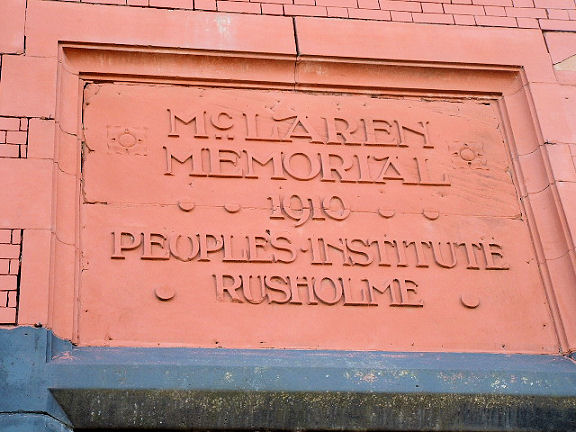 McLAREN
MEMORIAL
1910
PEOPLE'S · INSTITUTE
RUSHOLME